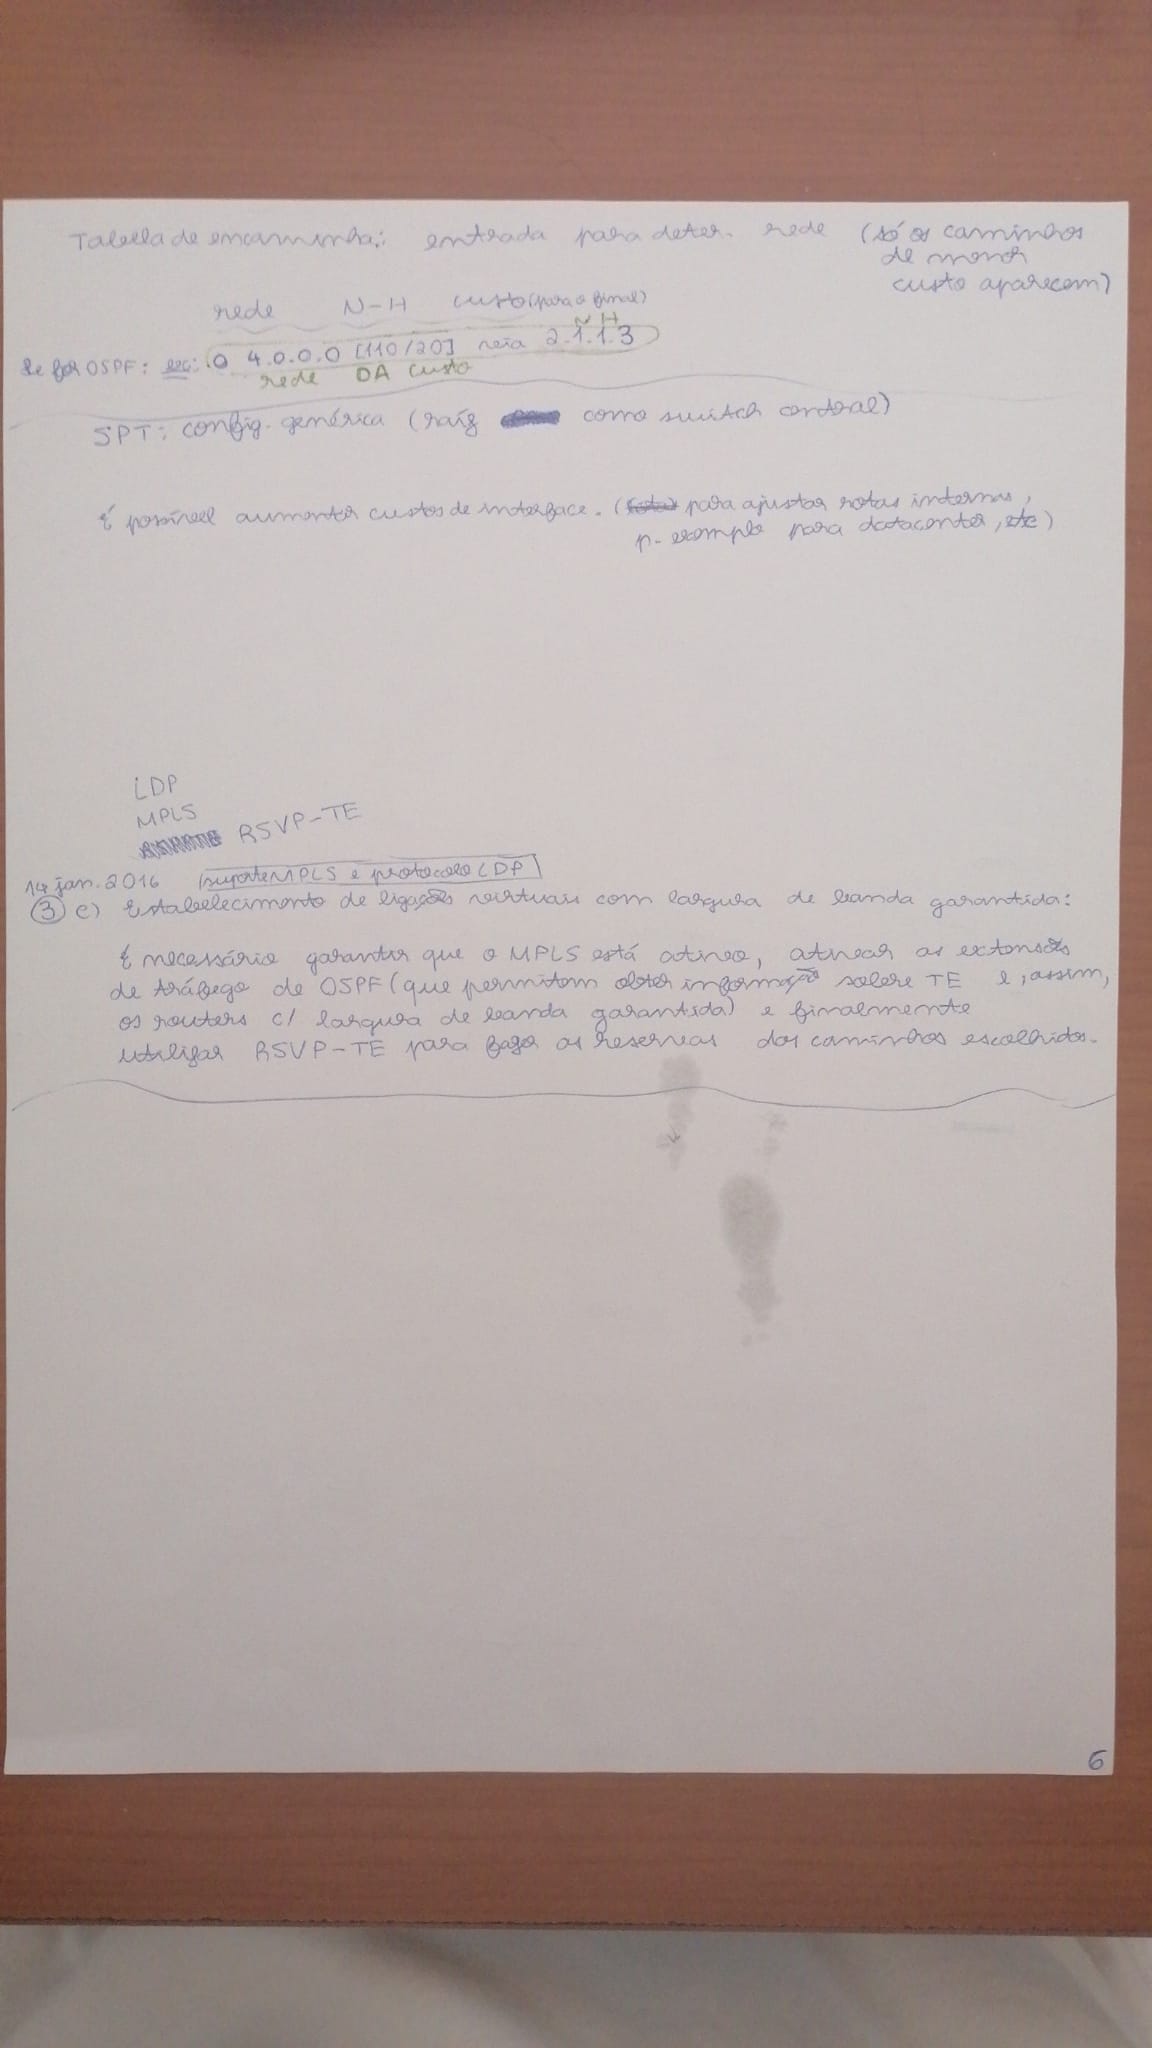 Tabela de encaminha.: entrada para deter. rede (só os caminhos
de menor
custo aparecem)
rede N-H custo (para o final)
N H
Se for OSPF: O 4.0.0.0 [110/20] via 2.1.1.3
rede DA custo
SPT: config. genérica (raíz como switch central)
É possível aumentar custos de interface. ( para ajustar rotas internas,
p. exemplo para datacenter, etc)
LDP
MPLS
RSVP-TE
14 jan. 2016 (suporte MPLS e protocolo LDP)
3 c) Estabelecimento de ligações virtuais com largura de banda garantida:
É necessário garantir que o MPLS está ativo, ativar as extensões
de tráfego de OSPF (que permitem obter informação sobre TE e, assim,
os routers c/ largura de banda garantida) e finalmente
utilizar RSVP-TE para fazer as reservas dos caminhos escolhidos.
6